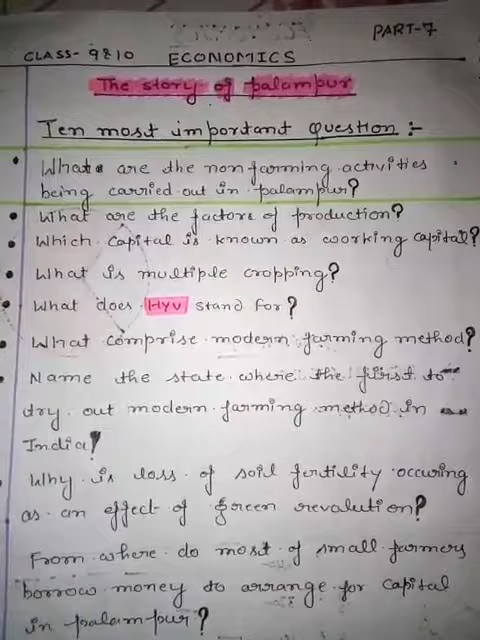 PART-7
CLASS- 9&10 ECONOMICS
The story of palampur
Ten most important question :-
• What are the non farming activities
being carried out in palampur?
• What are the factors of production?
• Which capital is known as working capital?
• What is multiple cropping?
• What does HYV stand for?
• What comprise modern farming method?
• Name the state where the first to
try out modern farming method in
India?
Why is loss of soil fertility occuring
as an effect of green revalution?
From where do most of small farmers
borrow money to arrange for capital
in palampur?